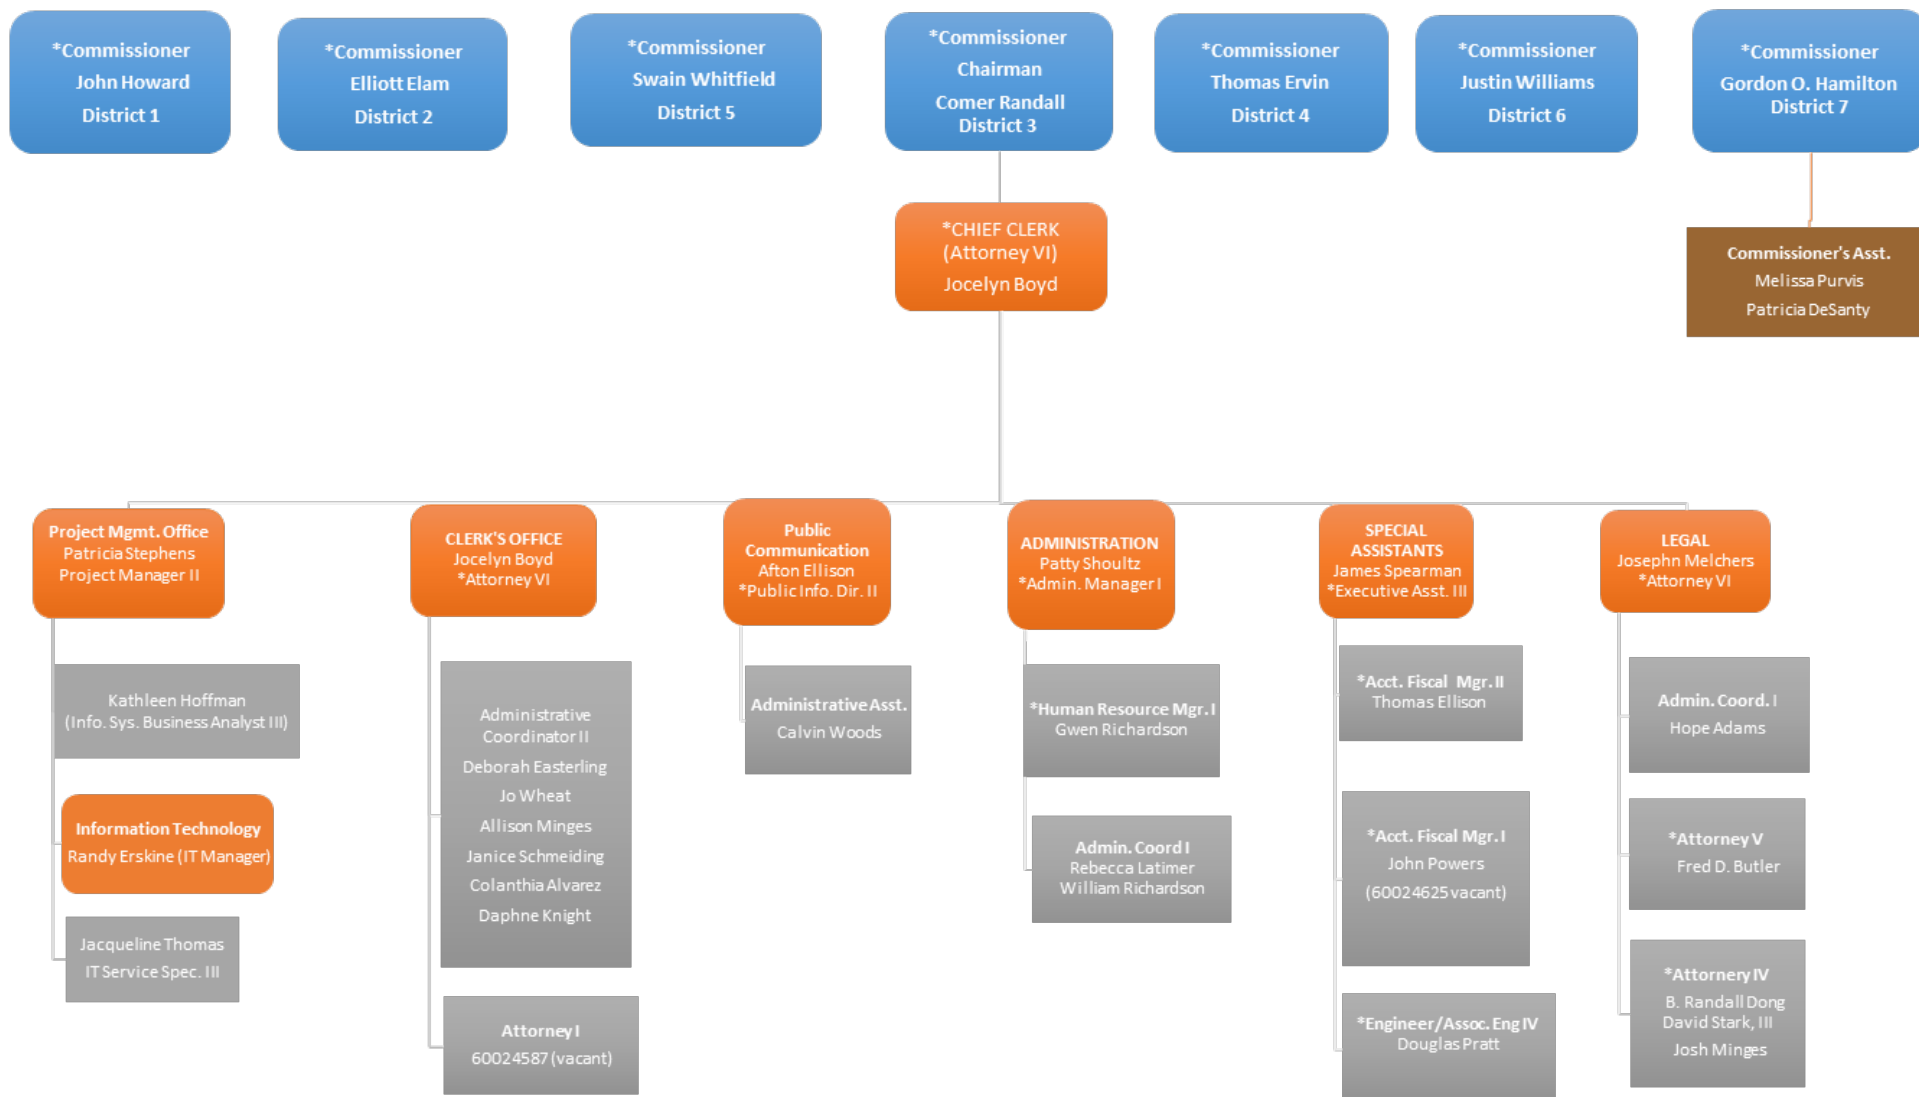 *Commissioner
John Howard
District 1
*Commissioner
Elliott Elam
District 2
*Commissioner
Swain Whitfield
District 5
*Commissioner
Chairman
Comer Randall
District 3
*Commissioner
Thomas Ervin
District 4
*Commissioner
Justin Williams
District 6
*Commissioner
Gordon O. Hamilton
District 7
*CHIEF CLERK
(Attorney VI)
Jocelyn Boyd
Commissioner's Asst.
Melissa Purvis
Patricia DeSanty
Project Mgmt. Office
Patricia Stephens
Project Manager II
Kathleen Hoffman
(Info. Sys. Business Analyst III)
Information Technology
Randy Erskine (IT Manager)
Jacqueline Thomas
IT Service Spec. III
CLERK'S OFFICE
Jocelyn Boyd
*Attorney VI
Administrative
Coordinator II
Deborah Easterling
Jo Wheat
Allison Minges
Janice Schmeiding
Colanthia Alvarez
Daphne Knight
Attorney I
60024587 (vacant)
Public
Communication
Afton Ellison
*Public Info. Dir. II
Administrative Asst.
Calvin Woods
ADMINISTRATION
Patty Shoultz
*Admin. Manager I
*Human Resource Mgr. I
Gwen Richardson
Admin. Coord I
Rebecca Latimer
William Richardson
SPECIAL
ASSISTANTS
James Spearman
*Executive Asst. III
*Acct. Fiscal Mgr. II
Thomas Ellison
*Acct. Fiscal Mgr. I
John Powers
(60024625 vacant)
*Engineer/Assoc. Eng IV
Douglas Pratt
LEGAL
Josephn Melchers
*Attorney VI
Admin. Coord. I
Hope Adams
*Attorney V
Fred D. Butler
*Attornery IV
B. Randall Dong
David Stark, III
Josh Minges